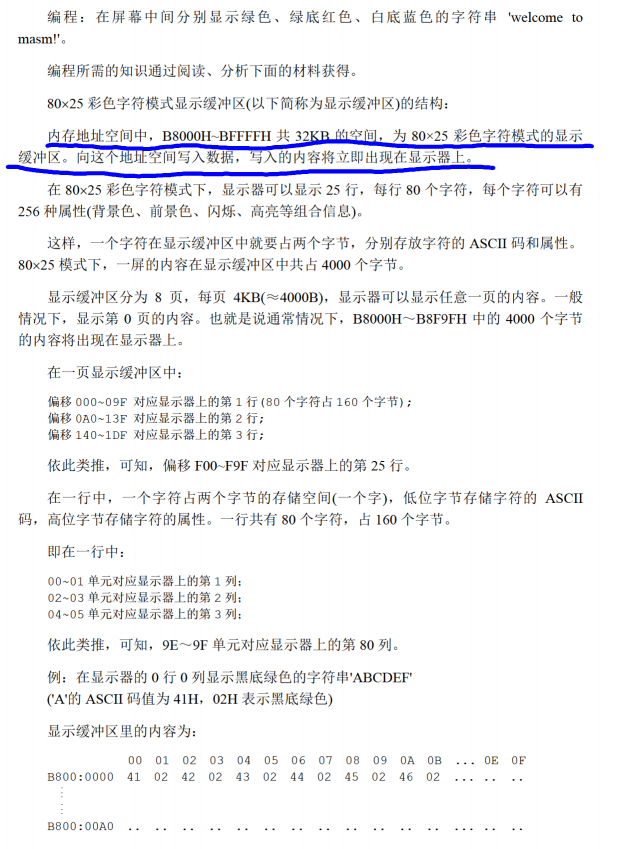 编程：在屏幕中间分别显示绿色、绿底红色、白底蓝色的字符串 'welcome to
masm!'。
编程所需的知识通过阅读、分析下面的材料获得。
80×25 彩色字符模式显示缓冲区(以下简称为显示缓冲区)的结构：
内存地址空间中，B8000H~BFFFFH 共 32KB 的空间，为 80×25 彩色字符模式的显示
缓冲区。向这个地址空间写入数据，写入的内容将立即出现在显示器上。
在 80×25 彩色字符模式下，显示器可以显示 25 行，每行 80 个字符，每个字符可以有
256 种属性(背景色、前景色、闪烁、高亮等组合信息)。
这样，一个字符在显示缓冲区中就要占两个字节，分别存放字符的 ASCII 码和属性。
80×25 模式下，一屏的内容在显示缓冲区中共占 4000 个字节。
显示缓冲区分为 8 页，每页 4KB(≈4000B)，显示器可以显示任意一页的内容。一般
情况下，显示第 0 页的内容。也就是说通常情况下，B8000H～B8F9FH 中的 4000 个字节
的内容将出现在显示器上。
在一页显示缓冲区中：
偏移 000~09F 对应显示器上的第 1 行(80 个字符占 160 个字节)；
偏移 0A0~13F 对应显示器上的第 2 行；
偏移 140~1DF 对应显示器上的第 3 行；
依此类推，可知，偏移 F00~F9F 对应显示器上的第 25 行。
在一行中，一个字符占两个字节的存储空间(一个字)，低位字节存储字符的 ASCII
码，高位字节存储字符的属性。一行共有 80 个字符，占 160 个字节。
即在一行中：
00~01 单元对应显示器上的第 1 列；
02~03 单元对应显示器上的第 2 列；
04~05 单元对应显示器上的第 3 列；
依此类推，可知，9E～9F 单元对应显示器上的第 80 列。
例：在显示器的 0 行 0 列显示黑底绿色的字符串'ABCDEF'
('A'的 ASCII 码值为 41H，02H 表示黑底绿色)
显示缓冲区里的内容为：
00 01 02 03 04 05 06 07 08 09 0A 0B ... 0E 0F
B800:0000 41 02 42 02 43 02 44 02 45 02 46 02 ... .. ..
B800:00A0 .. .. .. .. .. .. .. .. .. .. .. .. ... .. ..